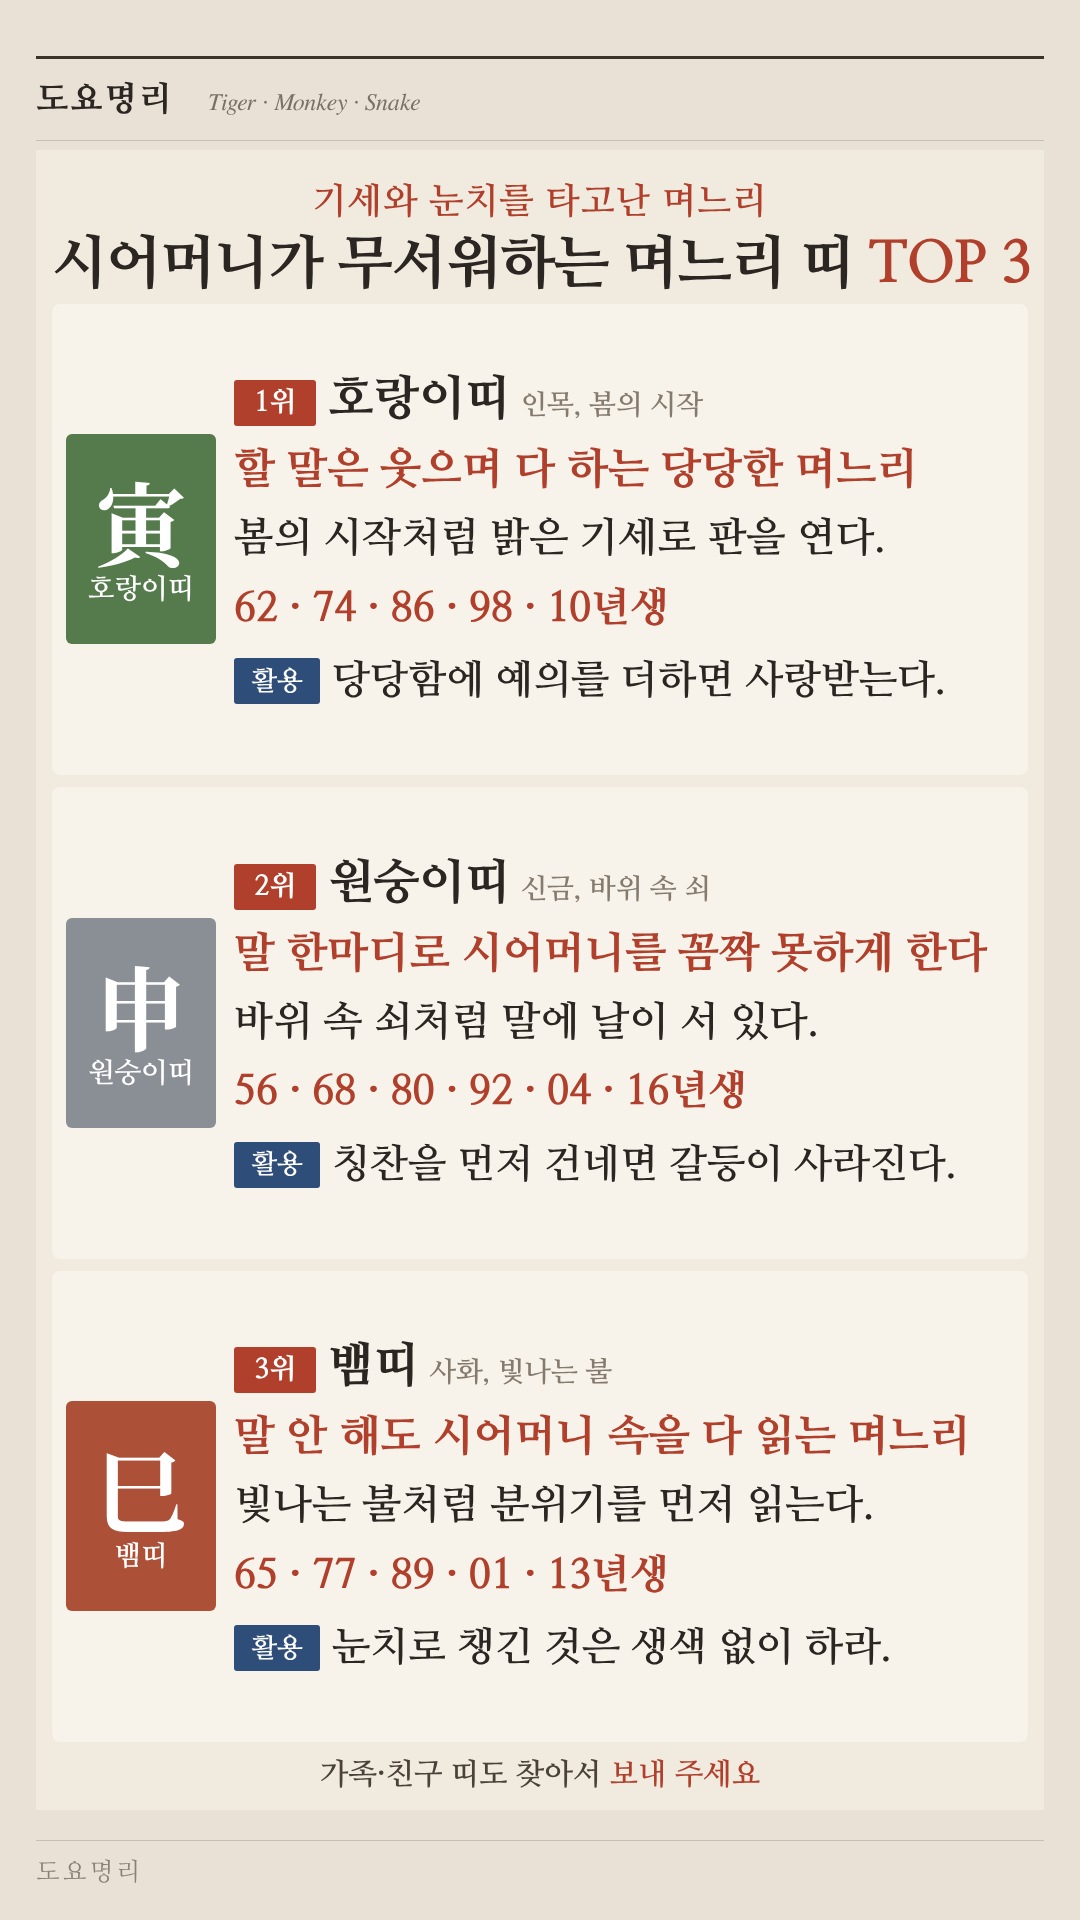 도요명리 Tiger · Monkey · Snake
기세와 눈치를 타고난 며느리
시어머니가 무서워하는 며느리 띠 TOP 3
1위 호랑이띠 인목, 봄의 시작
할 말은 웃으며 다 하는 당당한 며느리
봄의 시작처럼 밝은 기세로 판을 연다.
寅
호랑이띠
62 · 74 · 86 · 98 · 10년생
활용 당당함에 예의를 더하면 사랑받는다.
2위 원숭이띠 신금, 바위 속 쇠
말 한마디로 시어머니를 꼼짝 못하게 한다
바위 속 쇠처럼 말에 날이 서 있다.
申
원숭이띠
56 · 68 · 80 · 92 · 04 · 16년생
활용 칭찬을 먼저 건네면 갈등이 사라진다.
3위 뱀띠 사화, 빛나는 불
말 안 해도 시어머니 속을 다 읽는 며느리
빛나는 불처럼 분위기를 먼저 읽는다.
巳
뱀띠
65 · 77 · 89 · 01 · 13년생
활용 눈치로 챙긴 것은 생색 없이 하라.
가족·친구 띠도 찾아서 보내 주세요
도요명리